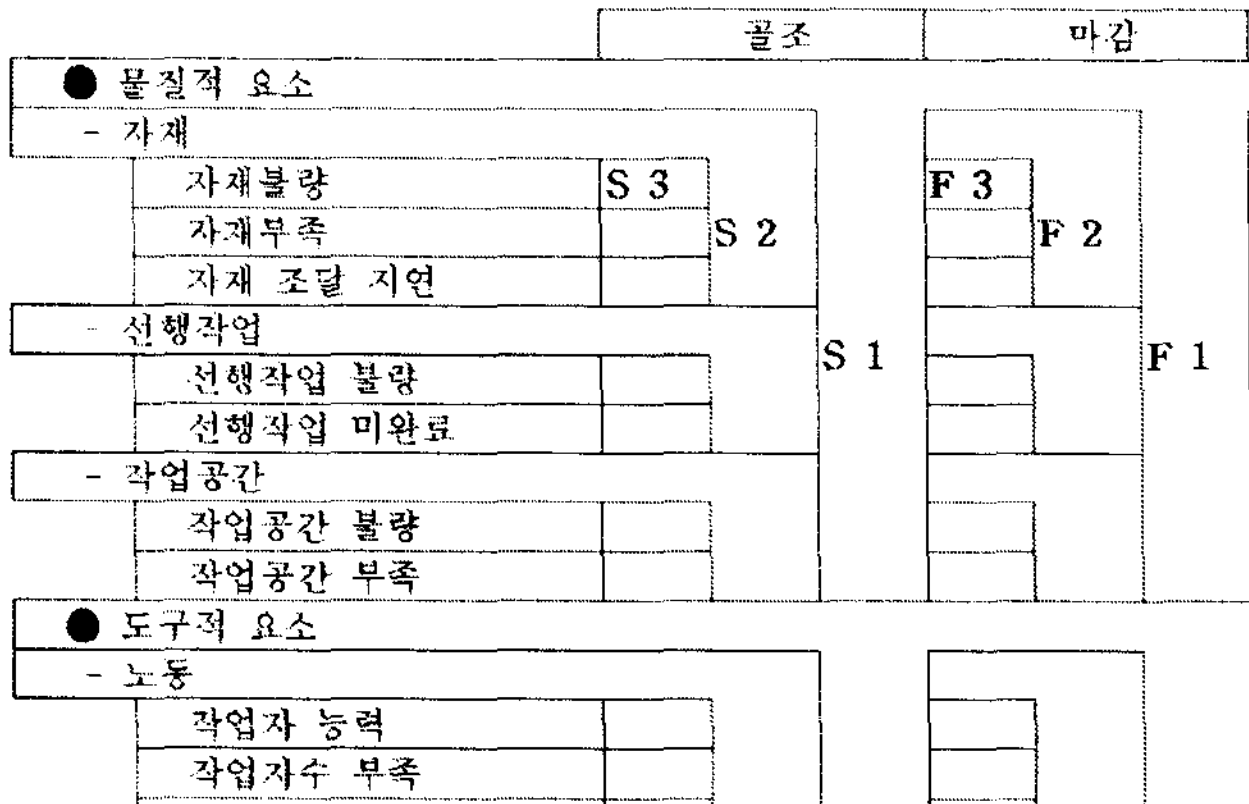 골조 마감
● 물질적 요소
- 자재
자재불량 S 3 F 3
자재부족 S 2 F 2
자재 조달 지연
- 선행작업
S 1 F 1
선행작업 불량
선행작업 미완료
- 작업공간
작업공간 불량
작업공간 부족
● 도구적 요소
- 노동
작업자 능력
작업자수 부족